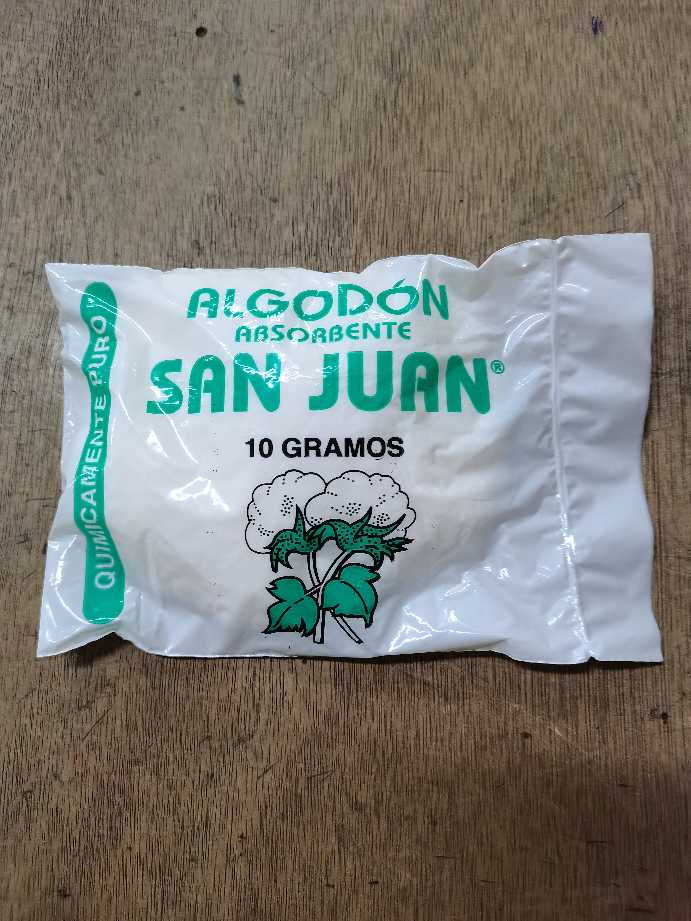 ALGODÓN
ABSORBENTE
SAN JUAN®
10 GRAMOS
QUIMICAMENTE PURO